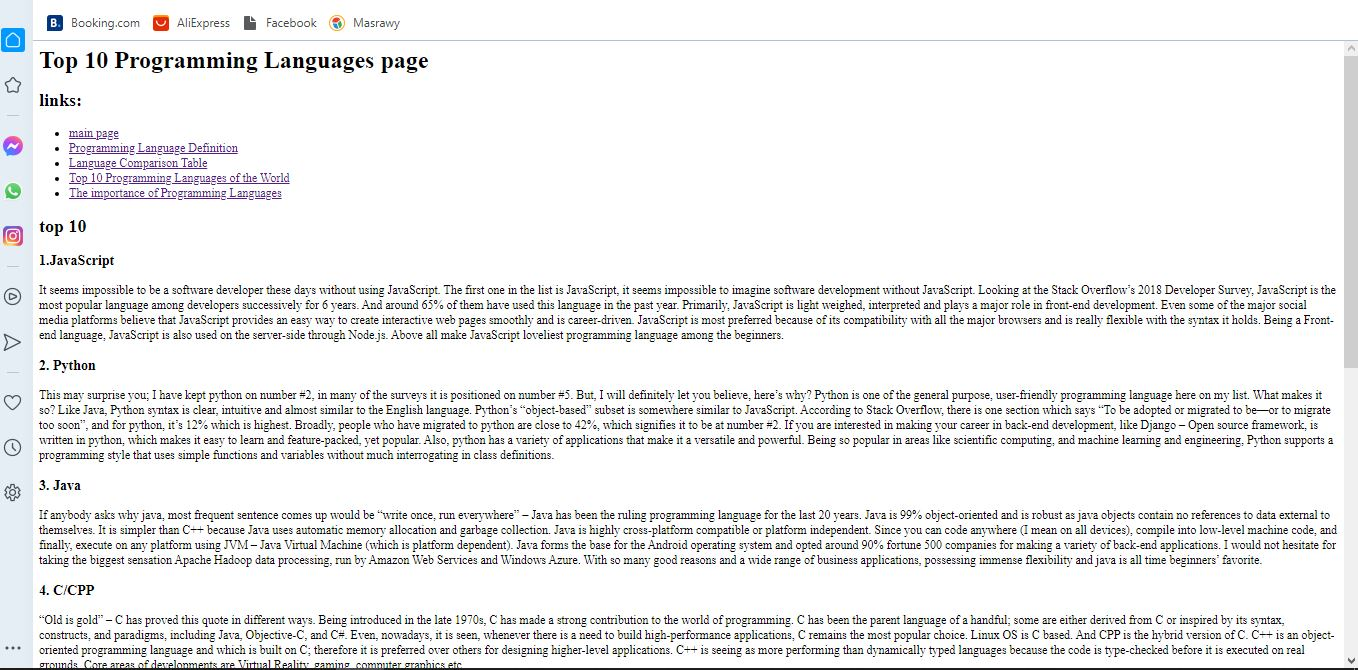 Booking.com AliExpress Facebook Masrawy
Top 10 Programming Languages page
links:
main page
Programming Language Definition
Language Comparison Table
Top 10 Programming Languages of the World
The importance of Programming Languages
top 10
1.JavaScript
It seems impossible to be a software developer these days without using JavaScript. The first one in the list is JavaScript, it seems impossible to imagine software development without JavaScript. Looking at the Stack Overflow’s 2018 Developer Survey, JavaScript is the
most popular language among developers successively for 6 years. And around 65% of them have used this language in the past year. Primarily, JavaScript is light weighed, interpreted and plays a major role in front-end development. Even some of the major social
media platforms believe that JavaScript provides an easy way to create interactive web pages smoothly and is career-driven. JavaScript is most preferred because of its compatibility with all the major browsers and is really flexible with the syntax it holds. Being a Front-
end language, JavaScript is also used on the server-side through Node.js. Above all make JavaScript loveliest programming language among the beginners.
2. Python
This may surprise you; I have kept python on number #2, in many of the surveys it is positioned on number #5. But, I will definitely let you believe, here’s why? Python is one of the general purpose, user-friendly programming language here on my list. What makes it
so? Like Java, Python syntax is clear, intuitive and almost similar to the English language. Python’s “object-based” subset is somewhere similar to JavaScript. According to Stack Overflow, there is one section which says “To be adopted or migrated to be—or to migrate
too soon”, and for python, it’s 12% which is highest. Broadly, people who have migrated to python are close to 42%, which signifies it to be at number #2. If you are interested in making your career in back-end development, like Django – Open source framework, is
written in python, which makes it easy to learn and feature-packed, yet popular. Also, python has a variety of applications that make it a versatile and powerful. Being so popular in areas like scientific computing, and machine learning and engineering, Python supports a
programming style that uses simple functions and variables without much interrogating in class definitions.
3. Java
If anybody asks why java, most frequent sentence comes up would be “write once, run everywhere” – Java has been the ruling programming language for the last 20 years. Java is 99% object-oriented and is robust as java objects contain no references to data external to
themselves. It is simpler than C++ because Java uses automatic memory allocation and garbage collection. Java is highly cross-platform compatible or platform independent. Since you can code anywhere (I mean on all devices), compile into low-level machine code, and
finally, execute on any platform using JVM – Java Virtual Machine (which is platform dependent). Java forms the base for the Android operating system and opted around 90% fortune 500 companies for making a variety of back-end applications. I would not hesitate for
taking the biggest sensation Apache Hadoop data processing, run by Amazon Web Services and Windows Azure. With so many good reasons and a wide range of business applications, possessing immense flexibility and java is all time beginners’ favorite.
4. C/CPP
“Old is gold” – C has proved this quote in different ways. Being introduced in the late 1970s, C has made a strong contribution to the world of programming. C has been the parent language of a handful; some are either derived from C or inspired by its syntax,
constructs, and paradigms, including Java, Objective-C, and C#. Even, nowadays, it is seen, whenever there is a need to build high-performance applications, C remains the most popular choice. Linux OS is C based. And CPP is the hybrid version of C. C++ is an object-
oriented programming language and which is built on C; therefore it is preferred over others for designing higher-level applications. C++ is seeing as more performing than dynamically typed languages because the code is type-checked before it is executed on real
grounds. Core areas of developments are Virtual Reality, gaming, computer graphics etc